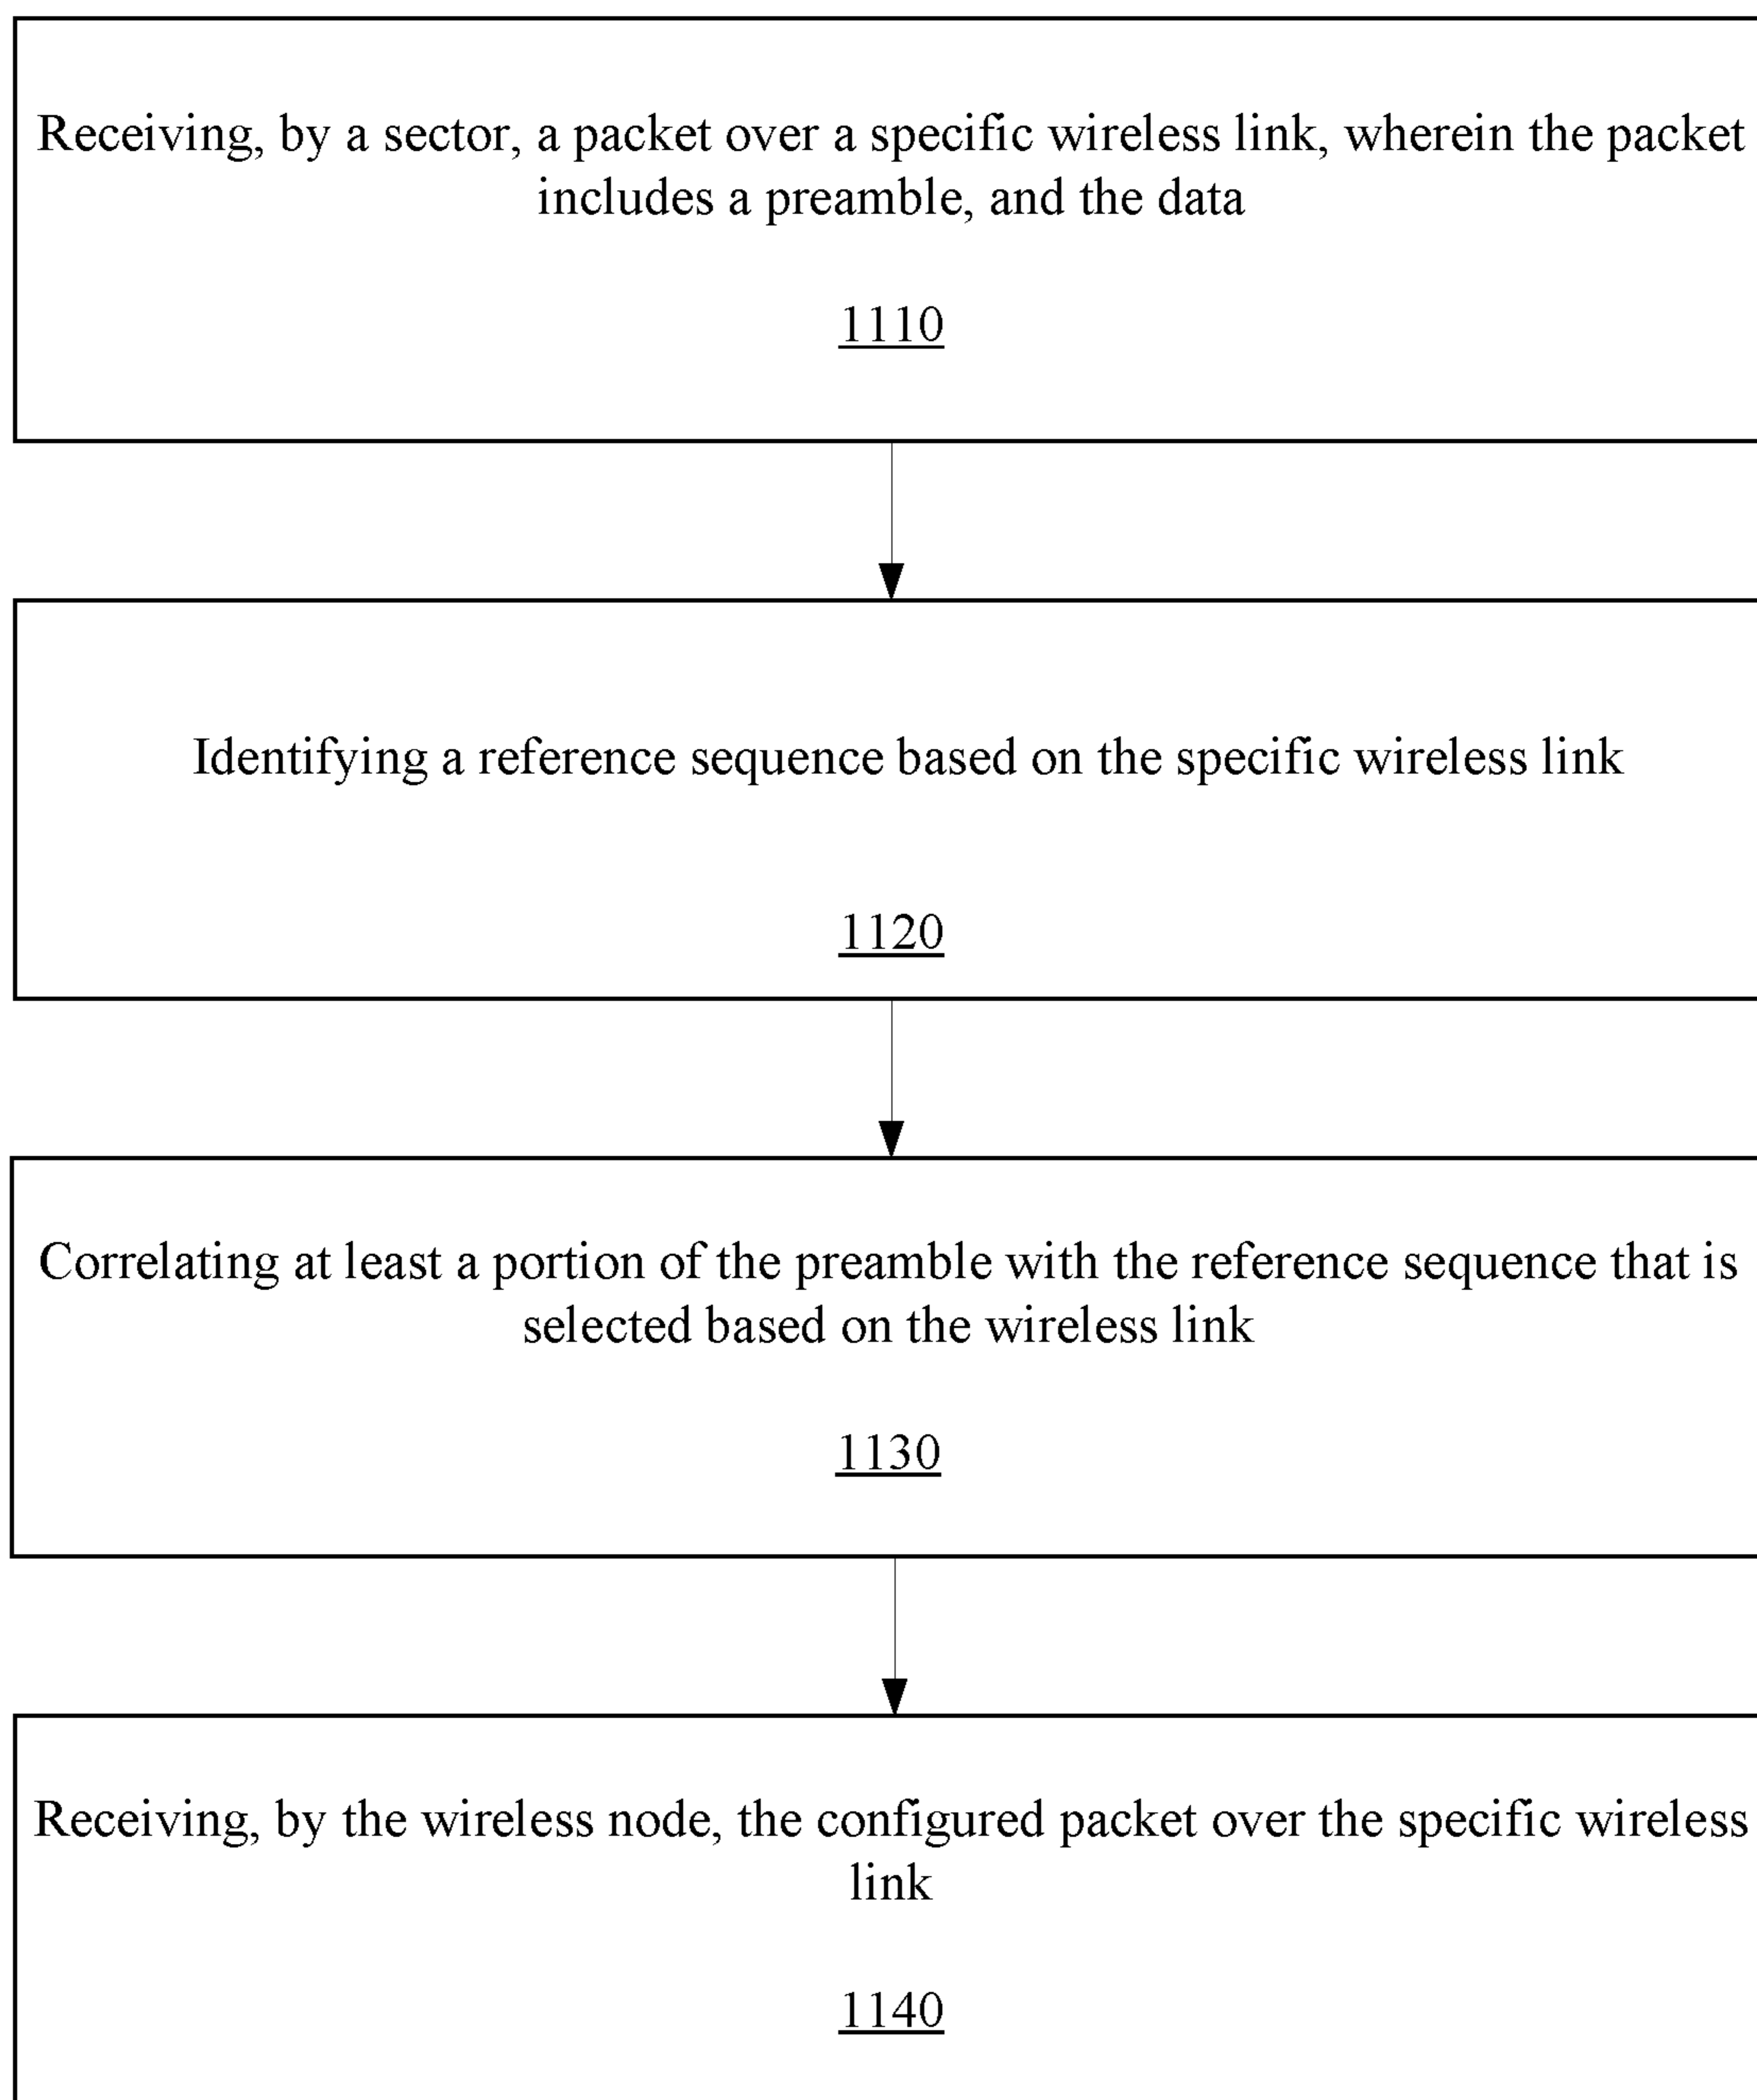 Receiving, by a sector, a packet over a specific wireless link, wherein the packet
includes a preamble, and the data
1110
Identifying a reference sequence based on the specific wireless link
1120
Correlating at least a portion of the preamble with the reference sequence that is
selected based on the wireless link
1130
Receiving, by the wireless node, the configured packet over the specific wireless
link
1140